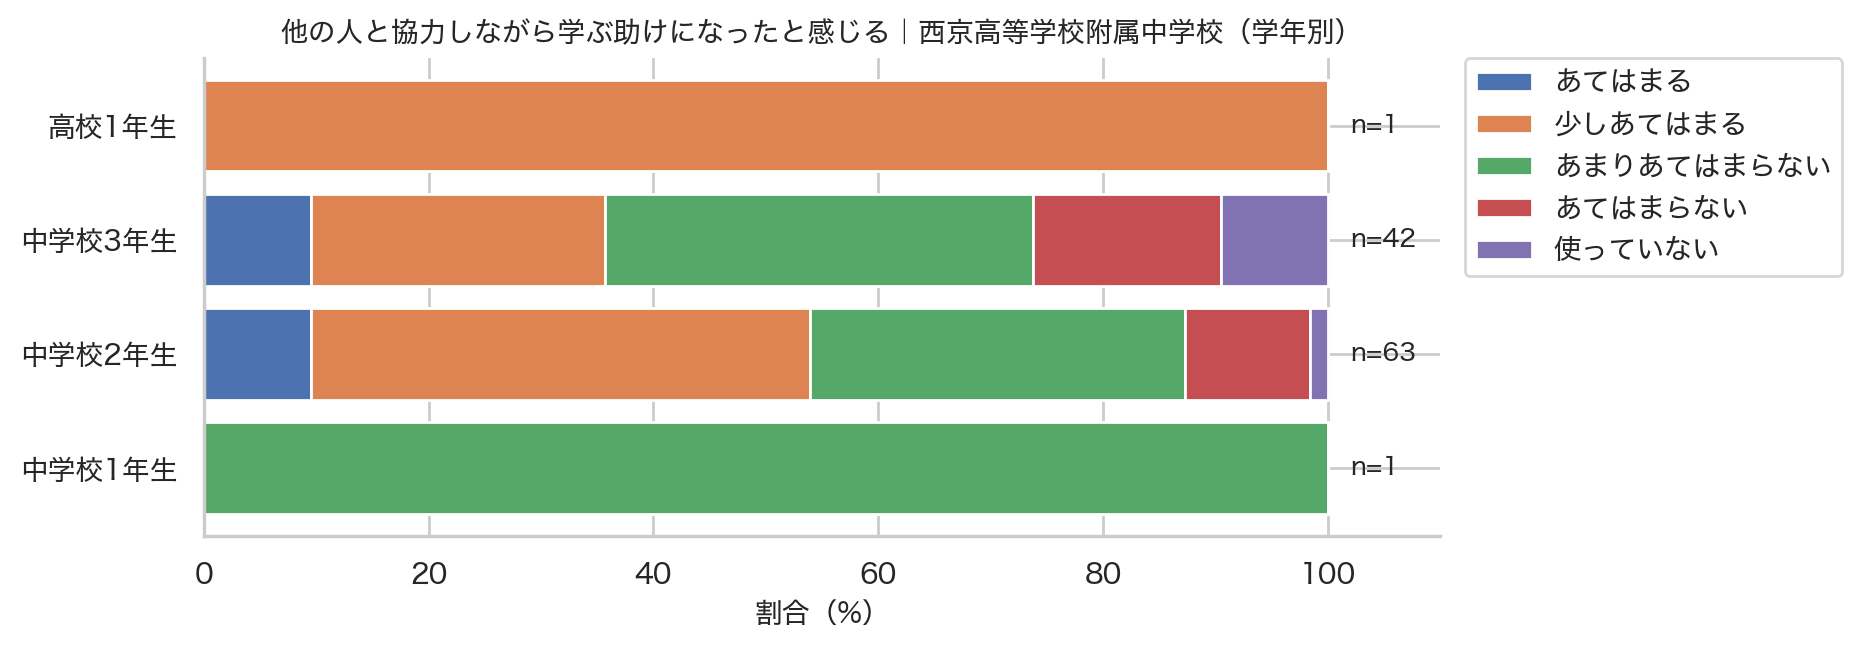 他の人と協力しながら学ぶ助けになったと感じる｜西京高等学校附属中学校（学年別）
高校1年生
n=1
中学校3年生
n=42
中学校2年生
n=63
中学校1年生
n=1
0 20 40 60 80 100
割合（%）
あてはまる
少しあてはまる
あまりあてはまらない
あてはまらない
使っていない